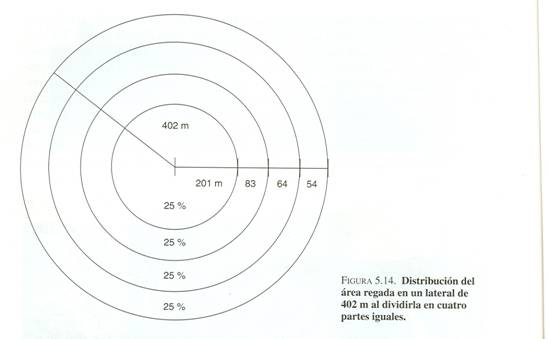 402 m
201 m 83 64 54
25 %
25 %
25 %
25 %
FIGURA 5.14. Distribución del
área regada en un lateral de
402 m al dividirla en cuatro
partes iguales.